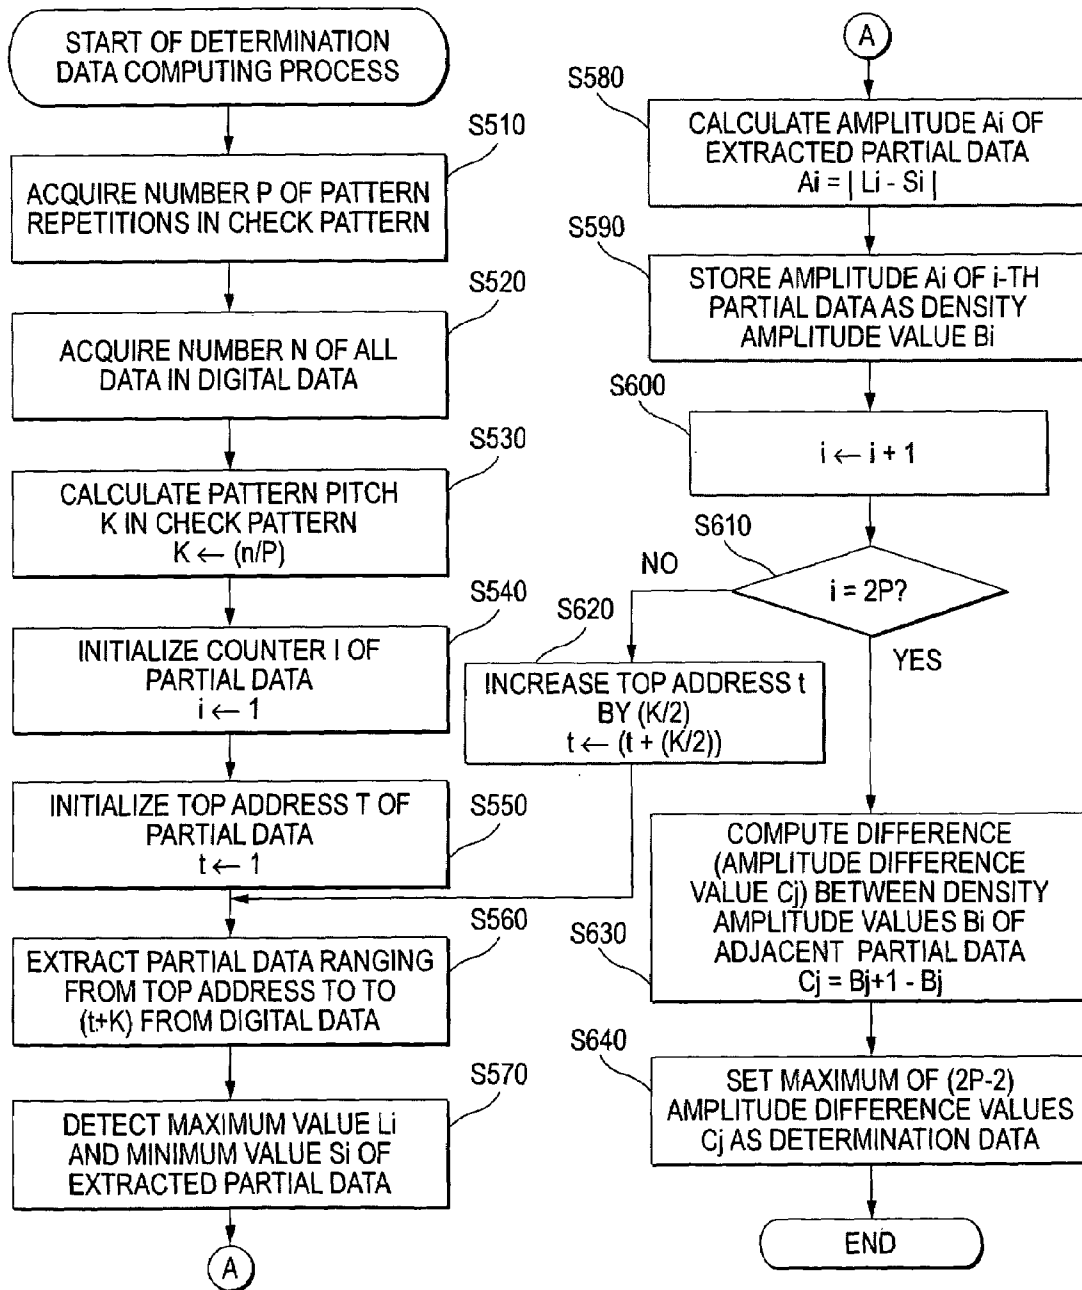 START OF DETERMINATION
DATA COMPUTING PROCESS
S510
ACQUIRE NUMBER P OF PATTERN
REPETITIONS IN CHECK PATTERN
S520
ACQUIRE NUMBER N OF ALL
DATA IN DIGITAL DATA
S530
CALCULATE PATTERN PITCH
K IN CHECK PATTERN
K ← (n/P)
S540
INITIALIZE COUNTER I OF
PARTIAL DATA
i ← 1
S550
INITIALIZE TOP ADDRESS T OF
PARTIAL DATA
t ← 1
S560
EXTRACT PARTIAL DATA RANGING
FROM TOP ADDRESS TO TO
(t+K) FROM DIGITAL DATA
S570
DETECT MAXIMUM VALUE Li
AND MINIMUM VALUE Si OF
EXTRACTED PARTIAL DATA
A
A
S580
CALCULATE AMPLITUDE Ai OF
EXTRACTED PARTIAL DATA
Ai = | Li - Si |
S590
STORE AMPLITUDE Ai OF i-TH
PARTIAL DATA AS DENSITY
AMPLITUDE VALUE Bi
S600
i ← i + 1
S610
i = 2P?
NO
YES
S620
INCREASE TOP ADDRESS t
BY (K/2)
t ← (t + (K/2))
S630
COMPUTE DIFFERENCE
(AMPLITUDE DIFFERENCE
VALUE Cj) BETWEEN DENSITY
AMPLITUDE VALUES Bi OF
ADJACENT PARTIAL DATA
Cj = Bj+1 - Bj
S640
SET MAXIMUM OF (2P-2)
AMPLITUDE DIFFERENCE VALUES
Cj AS DETERMINATION DATA
END